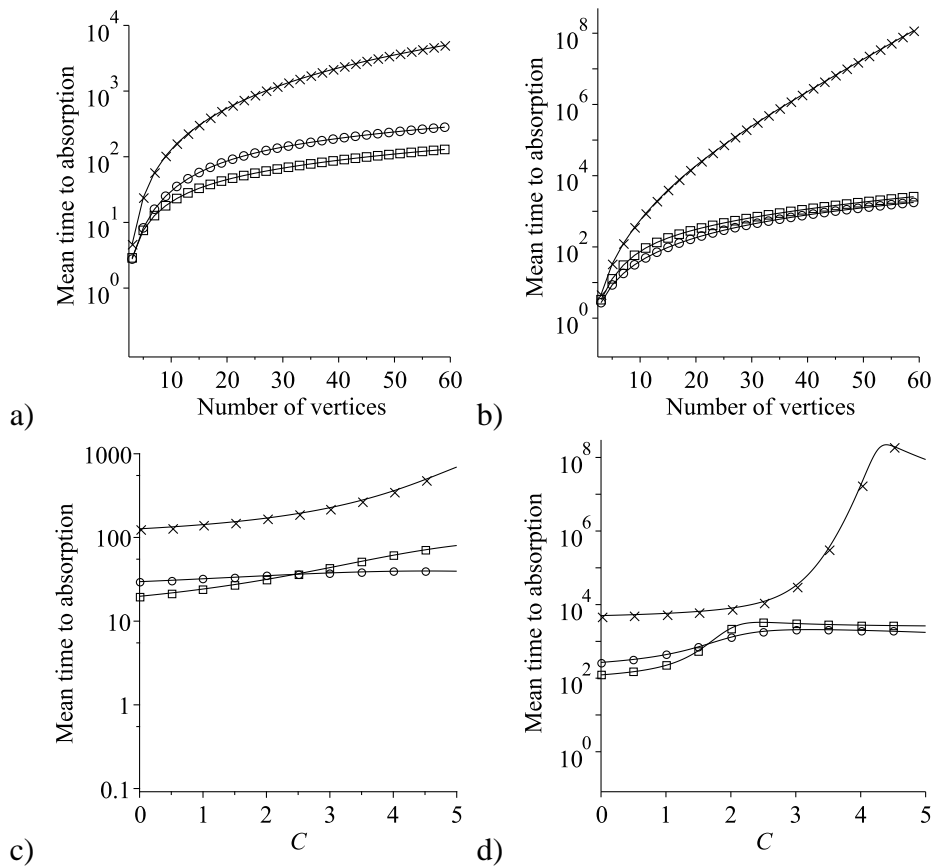 10^4
10^3
10^2
10^1
10^0
Mean time to absorption
10 20 30 40 50 60
Number of vertices
a)
10^8
10^6
10^4
10^2
10^0
Mean time to absorption
10 20 30 40 50 60
Number of vertices
b)
1000
100
10
1
0.1
Mean time to absorption
0 1 2 3 4 5
C
c)
10^8
10^6
10^4
10^2
10^0
Mean time to absorption
0 1 2 3 4 5
C
d)